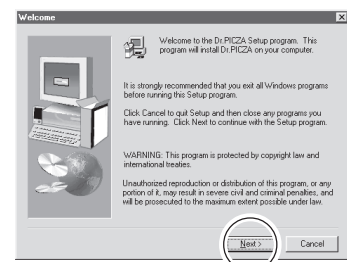 Welcome
Welcome to the Dr.PICZA Setup program. This
program will install Dr.PICZA on your computer.
It is strongly recommended that you exit all Windows programs
before running this Setup program.
Click Cancel to quit Setup and then close any programs you
have running. Click Next to continue with the Setup program.
WARNING: This program is protected by copyright law and
international treaties.
Unauthorized reproduction or distribution of this program, or any
portion of it, may result in severe civil and criminal penalties, and
will be prosecuted to the maximum extent possible under law.
Next > Cancel